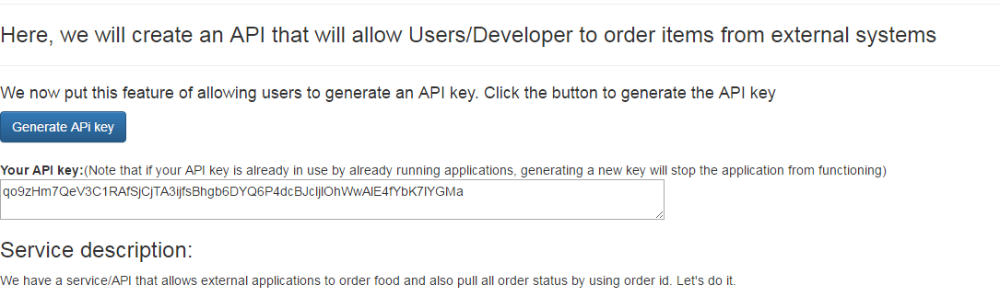 Here, we will create an API that will allow Users/Developer to order items from external systems
We now put this feature of allowing users to generate an API key. Click the button to generate the API key
Generate APi key
Your API key:(Note that if your API key is already in use by already running applications, generating a new key will stop the application from functioning)
qo9zHm7QeV3C1RAfSjCjTA3ijfsBhgb6DYQ6P4dcBJcIjlOhWwAlE4fYbK7lYGMa
Service description:
We have a service/API that allows external applications to order food and also pull all order status by using order id. Let's do it.